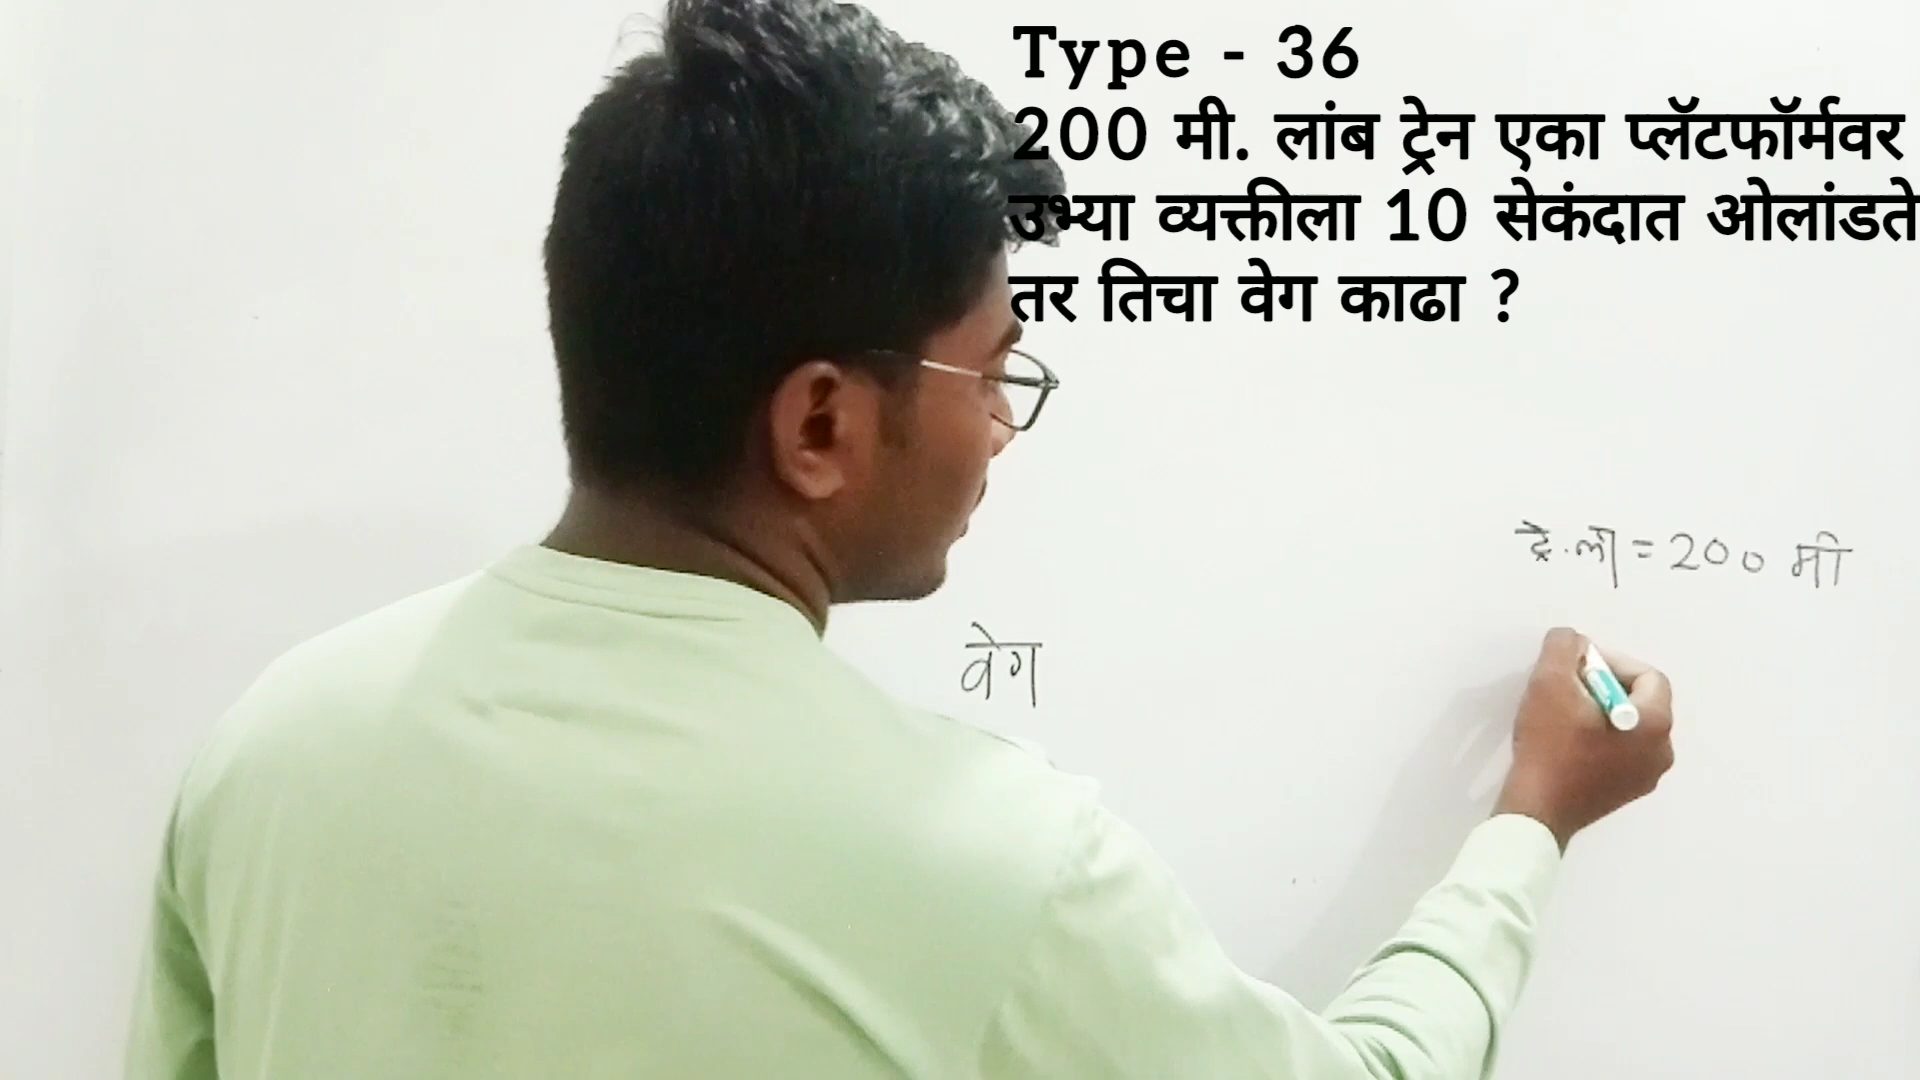 Type - 36
200 मी. लांब ट्रेन एका प्लॅटफॉर्मवर
उभ्या व्यक्तीला 10 सेकंदात ओलांडते
तर तिचा वेग काढा ?
ट्रे.लां = 200 मी
वेग